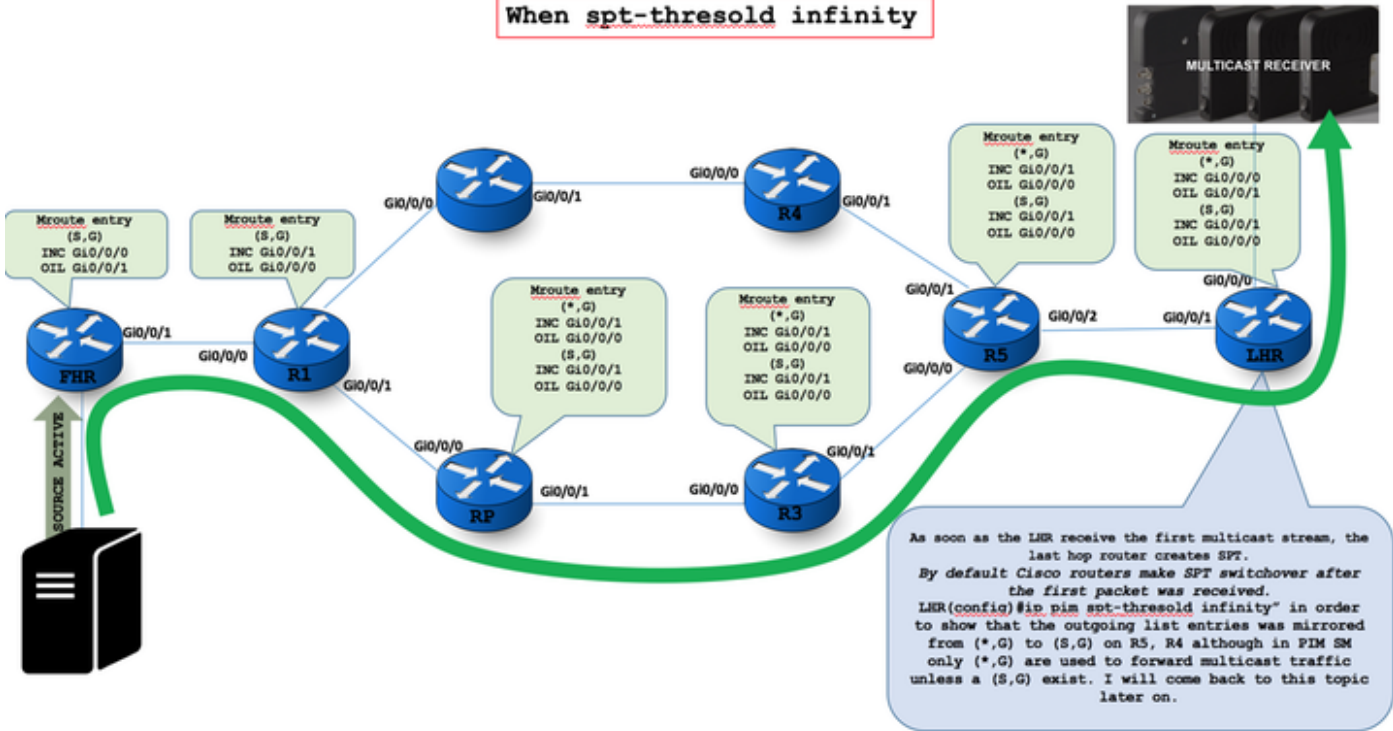 When spt-thresold infinity
MULTICAST RECEIVER
Mroute entry
(S,G)
INC Gi0/0/0
OIL Gi0/0/1
Mroute entry
(S,G)
INC Gi0/0/1
OIL Gi0/0/0
Gi0/0/0
Gi0/0/1
Gi0/0/0
R4
Gi0/0/1
Mroute entry
(*,G)
INC Gi0/0/1
OIL Gi0/0/0
(S,G)
INC Gi0/0/1
OIL Gi0/0/0
Mroute entry
(*,G)
INC Gi0/0/0
OIL Gi0/0/1
(S,G)
INC Gi0/0/1
OIL Gi0/0/0
Mroute entry
(*,G)
INC Gi0/0/1
OIL Gi0/0/0
(S,G)
INC Gi0/0/1
OIL Gi0/0/0
Mroute entry
(*,G)
INC Gi0/0/1
OIL Gi0/0/0
(S,G)
INC Gi0/0/1
OIL Gi0/0/0
FHR
Gi0/0/1
Gi0/0/0
R1
Gi0/0/1
Gi0/0/1
R5
Gi0/0/2
Gi0/0/0
Gi0/0/0
Gi0/0/1
LHR
SOURCE ACTIVE
Gi0/0/0
RP
Gi0/0/1
Gi0/0/0
R3
Gi0/0/1
As soon as the LHR receive the first multicast stream, the
last hop router creates SPT.
By default Cisco routers make SPT switchover after
the first packet was received.
LHR(config)#ip pim spt-thresold infinity" in order
to show that the outgoing list entries was mirrored
from (*,G) to (S,G) on R5, R4 although in PIM SM
only (*,G) are used to forward multicast traffic
unless a (S,G) exist. I will come back to this topic
later on.